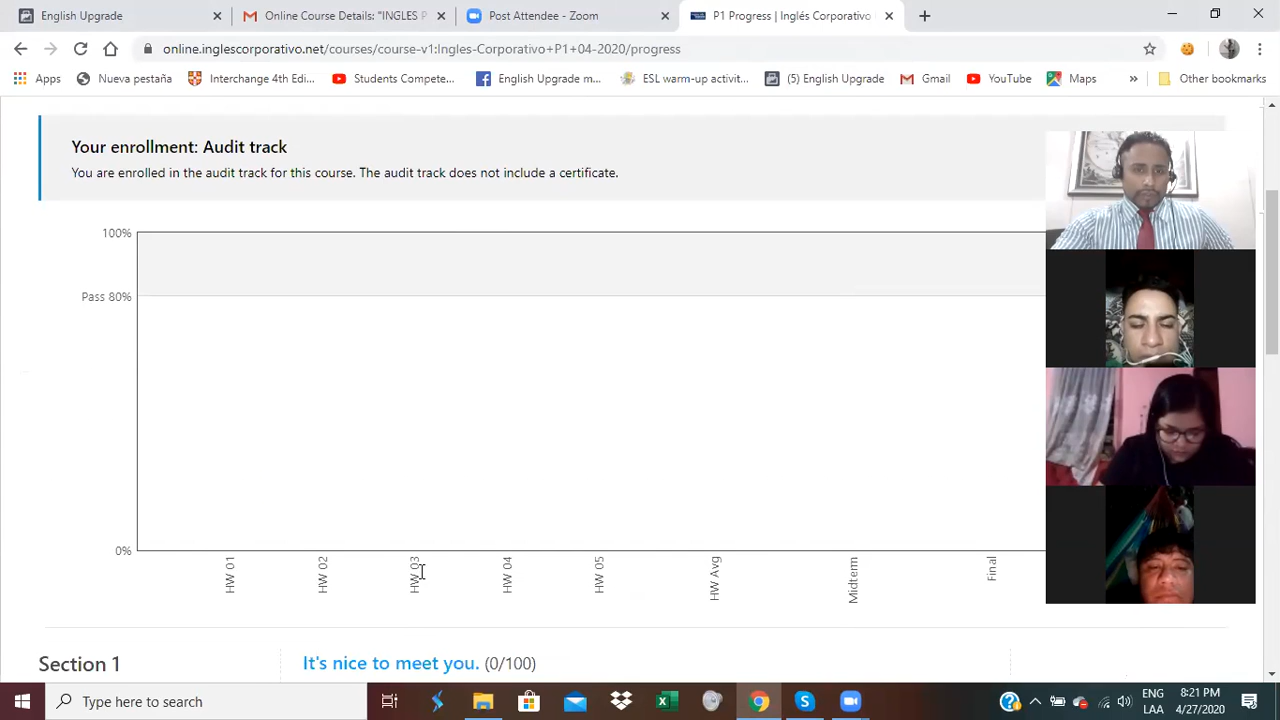 English Upgrade
Online Course Details: "INGLES P
Post Attendee - Zoom
P1 Progress | Inglés Corporativo
online.inglescorporativo.net/courses/course-v1:Ingles-Corporativo+P1+04-2020/progress
Apps
Nueva pestaña
Interchange 4th Edi...
Students Compete...
English Upgrade m...
ESL warm-up activit...
(5) English Upgrade
Gmail
YouTube
Maps
»
Other bookmarks
Your enrollment: Audit track
You are enrolled in the audit track for this course. The audit track does not include a certificate.
100%
Pass 80%
0%
HW 01
HW 02
HW 03
HW 04
HW 05
HW Avg
Midterm
Final
Section 1
It's nice to meet you. (0/100)
Type here to search
ENG
LAA
8:21 PM
4/27/2020